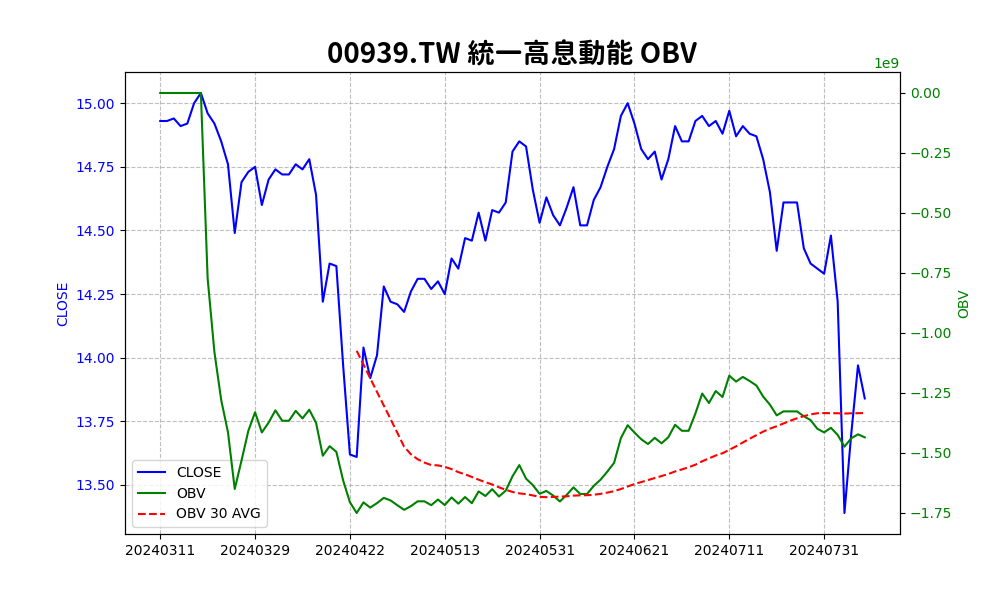 00939.TW 統一高息動能 OBV
1e9
15.00
14.75
14.50
14.25
14.00
13.75
13.50
CLOSE
0.00
−0.25
−0.50
−0.75
−1.00
−1.25
−1.50
−1.75
OBV
CLOSE
OBV
OBV 30 AVG
20240311 20240329 20240422 20240513 20240531 20240621 20240711 20240731